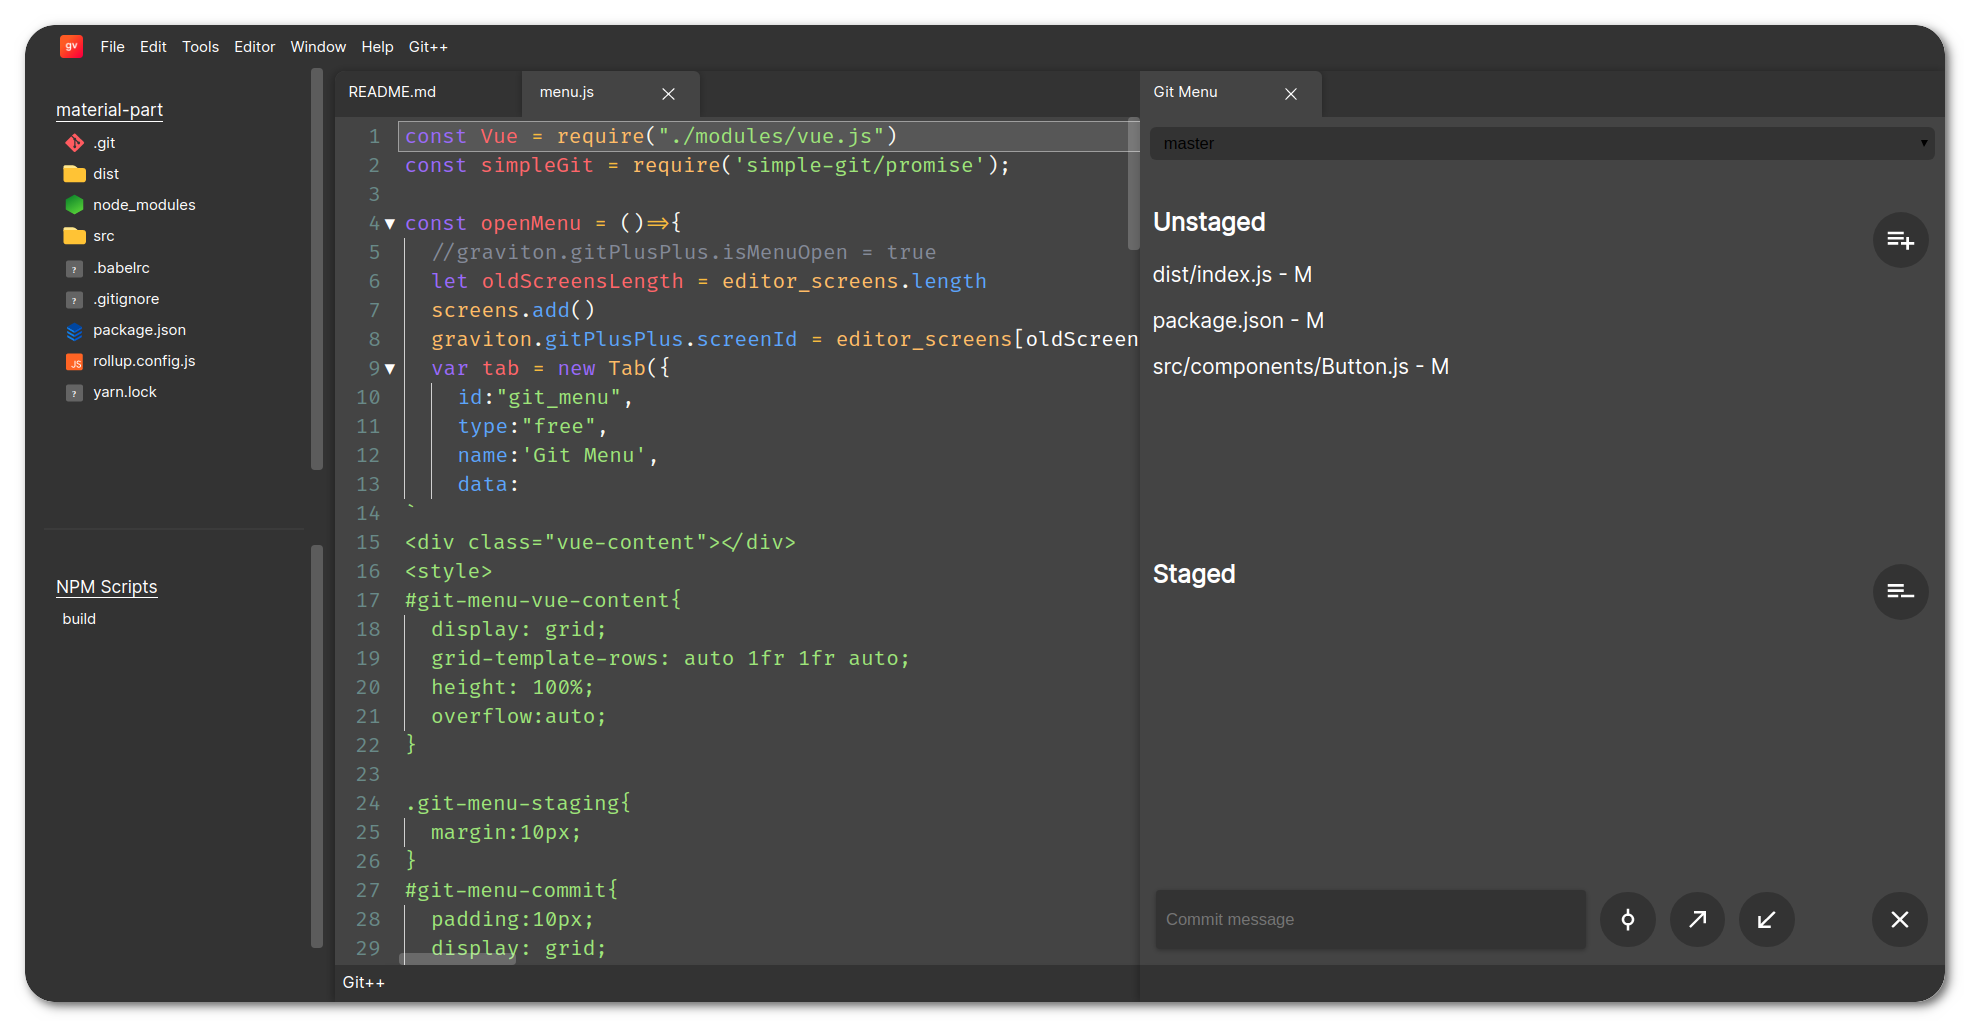 gv File Edit Tools Editor Window Help Git++
material-part
.git
dist
node_modules
src
.babelrc
.gitignore
package.json
JS rollup.config.js
yarn.lock
NPM Scripts
build
README.md menu.js
1 const Vue = require("./modules/vue.js")
2 const simpleGit = require('simple-git/promise');
3
4 const openMenu = ()=>{
5 //graviton.gitPlusPlus.isMenuOpen = true
6 let oldScreensLength = editor_screens.length
7 screens.add()
8 graviton.gitPlusPlus.screenId = editor_screens[oldScreen
9 var tab = new Tab({
10 id:"git_menu",
11 type:"free",
12 name:'Git Menu',
13 data:
14 `
15 <div class="vue-content"></div>
16 <style>
17 #git-menu-vue-content{
18 display: grid;
19 grid-template-rows: auto 1fr 1fr auto;
20 height: 100%;
21 overflow:auto;
22 }
23
24 .git-menu-staging{
25 margin:10px;
26 }
27 #git-menu-commit{
28 padding:10px;
29 display: grid;
Git++
Git Menu
master
Unstaged
dist/index.js - M
package.json - M
src/components/Button.js - M
Staged
Commit message